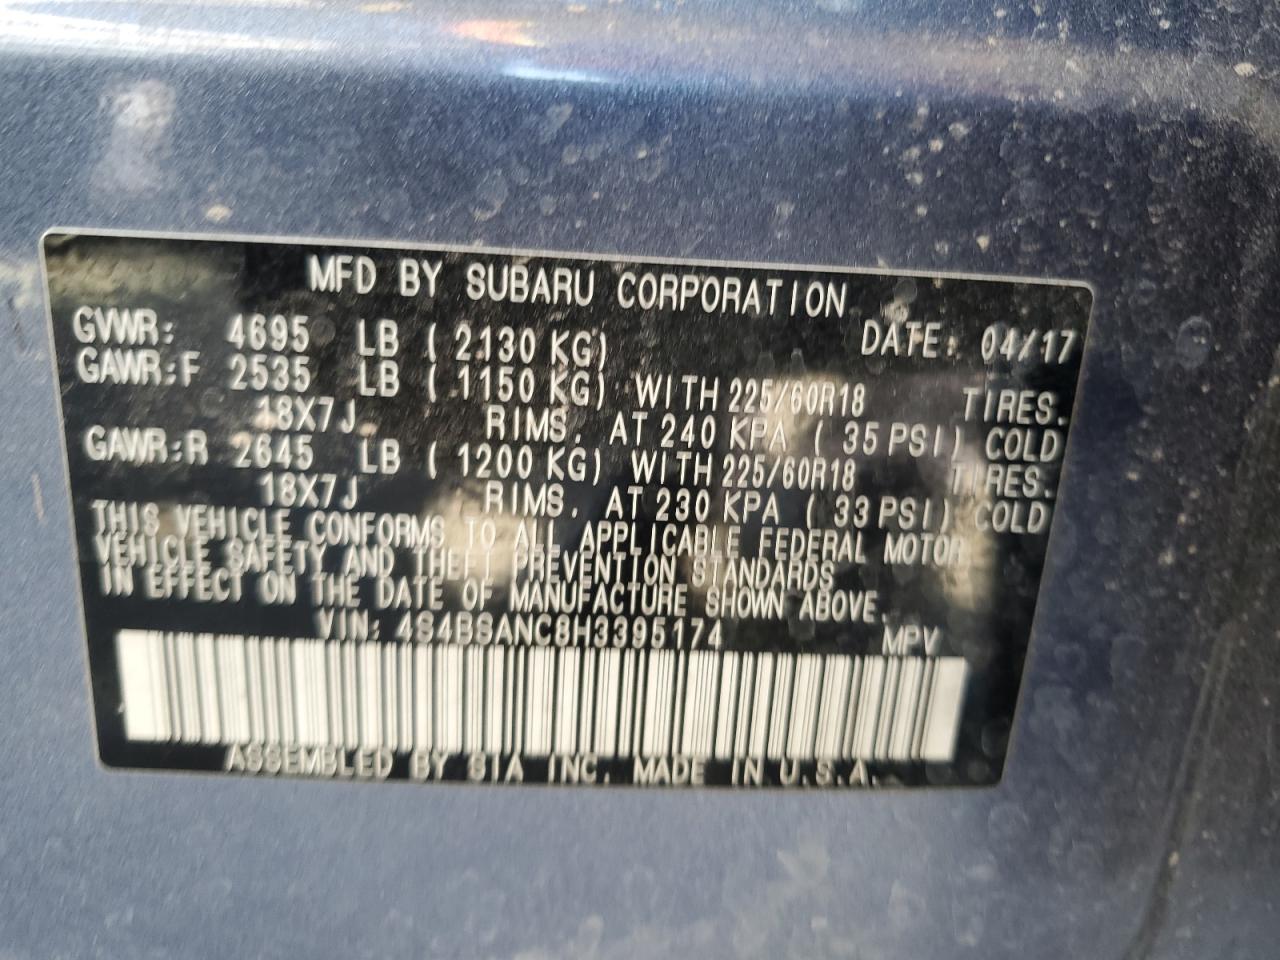 MFD BY SUBARU CORPORATION
GVWR: 4695 LB ( 2130 KG) DATE: 04/17
GAWR:F 2535 LB ( 1150 KG) WITH 225/60R18 TIRES.
18X7J RIMS. AT 240 KPA ( 35 PSI) COLD
GAWR:R 2645 LB ( 1200 KG) WITH 225/60R18 TIRES.
18X7J RIMS. AT 230 KPA ( 33 PSI) COLD
THIS VEHICLE CONFORMS TO ALL APPLICABLE FEDERAL MOTOR
VEHICLE SAFETY AND THEFT PREVENTION STANDARDS
IN EFFECT ON THE DATE OF MANUFACTURE SHOWN ABOVE.
VIN: 4S4BSANC8H3395174 MPV
ASSEMBLED BY SIA INC. MADE IN U.S.A.